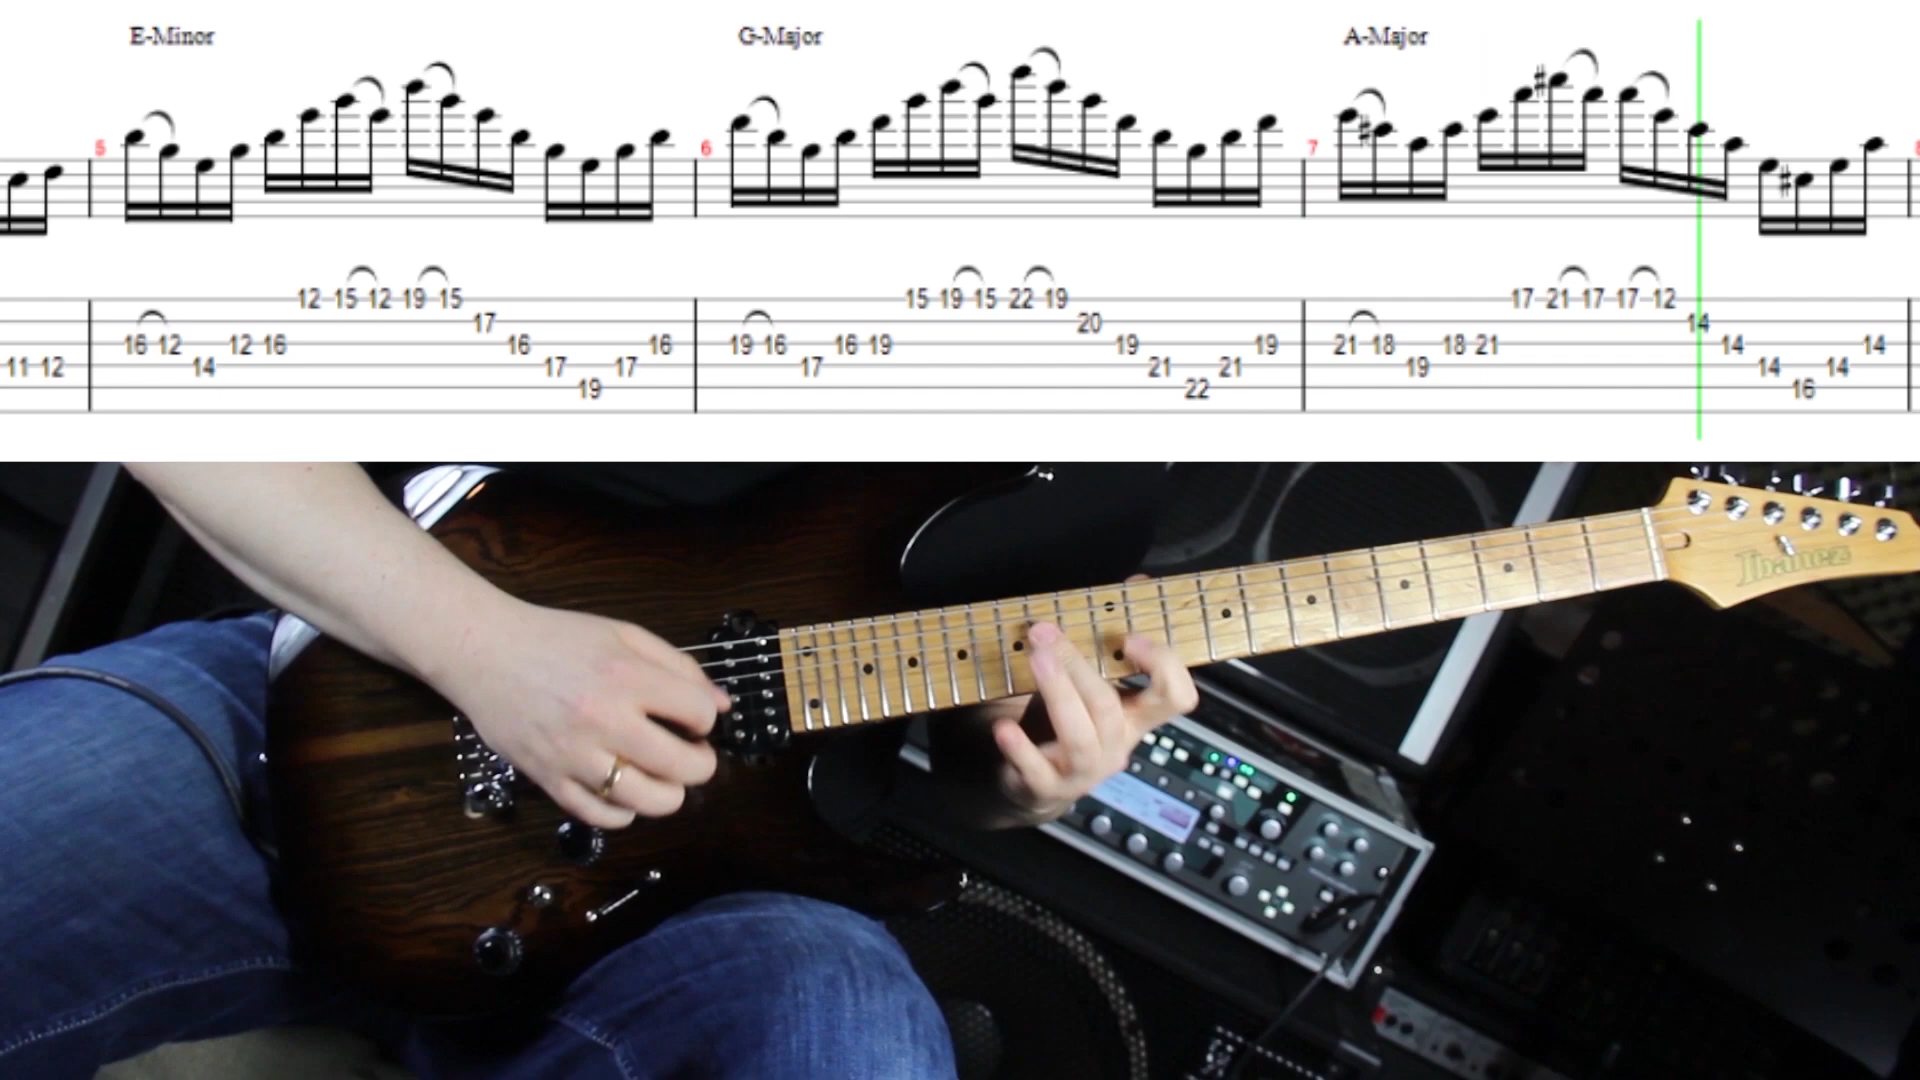 E-Minor G-Major A-Major
5 6 7 8
12 15 12 19 15 15 19 15 22 19 17 21 17 17 12
17 20 14
16 12 12 16 16 16 19 16 16 19 19 19 21 18 18 21 14 14
11 12 14 17 17 17 21 21 19 14 14
19 22 16
Ibanez